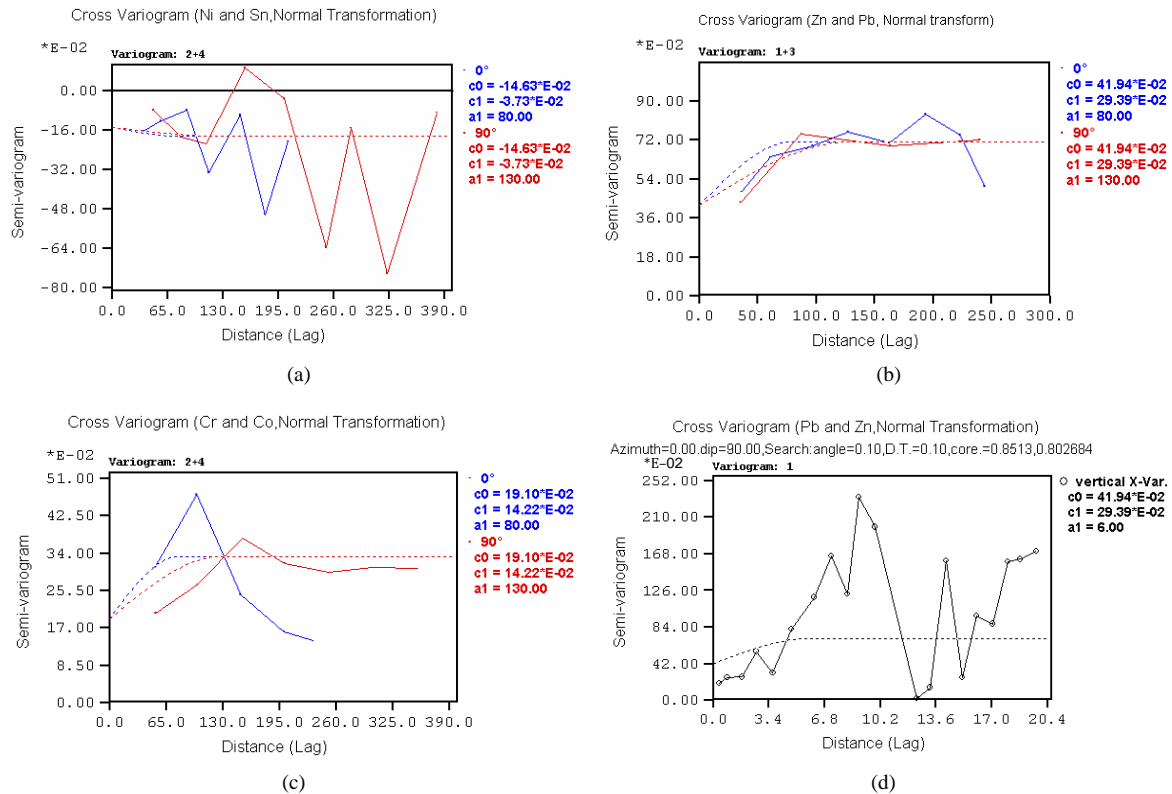 Cross Variogram (Ni and Sn,Normal Transformation)
*E-02
Variogram: 2+4
0.00
-16.00
-32.00
-48.00
-64.00
-80.00
Semi-variogram
0.0 65.0 130.0 195.0 260.0 325.0 390.0
Distance (Lag)
0°
c0 = -14.63*E-02
c1 = -3.73*E-02
a1 = 80.00
90°
c0 = -14.63*E-02
c1 = -3.73*E-02
a1 = 130.00
(a)
Cross Variogram (Zn and Pb, Normal transform)
*E-02
Variogram: 1+3
90.00
72.00
54.00
36.00
18.00
0.00
Semi-variogram
0.0 50.0 100.0 150.0 200.0 250.0 300.0
Distance (Lag)
0°
c0 = 41.94*E-02
c1 = 29.39*E-02
a1 = 80.00
90°
c0 = 41.94*E-02
c1 = 29.39*E-02
a1 = 130.00
(b)
Cross Variogram (Cr and Co,Normal Transformation)
*E-02
Variogram: 2+4
51.00
42.50
34.00
25.50
17.00
8.50
0.00
Semi-variogram
0.0 65.0 130.0 195.0 260.0 325.0 390.0
Distance (Lag)
0°
c0 = 19.10*E-02
c1 = 14.22*E-02
a1 = 80.00
90°
c0 = 19.10*E-02
c1 = 14.22*E-02
a1 = 130.00
(c)
Cross Variogram (Pb and Zn,Normal Transformation)
Azimuth=0.00.dip=90.00,Search:angle=0.10,D.T.=0.10,core.=0.8513,0.802684
*E-02
Variogram: 1
252.00
210.00
168.00
126.00
84.00
42.00
0.00
Semi-variogram
0.0 3.4 6.8 10.2 13.6 17.0 20.4
Distance (Lag)
vertical X-Var.
c0 = 41.94*E-02
c1 = 29.39*E-02
a1 = 6.00
(d)